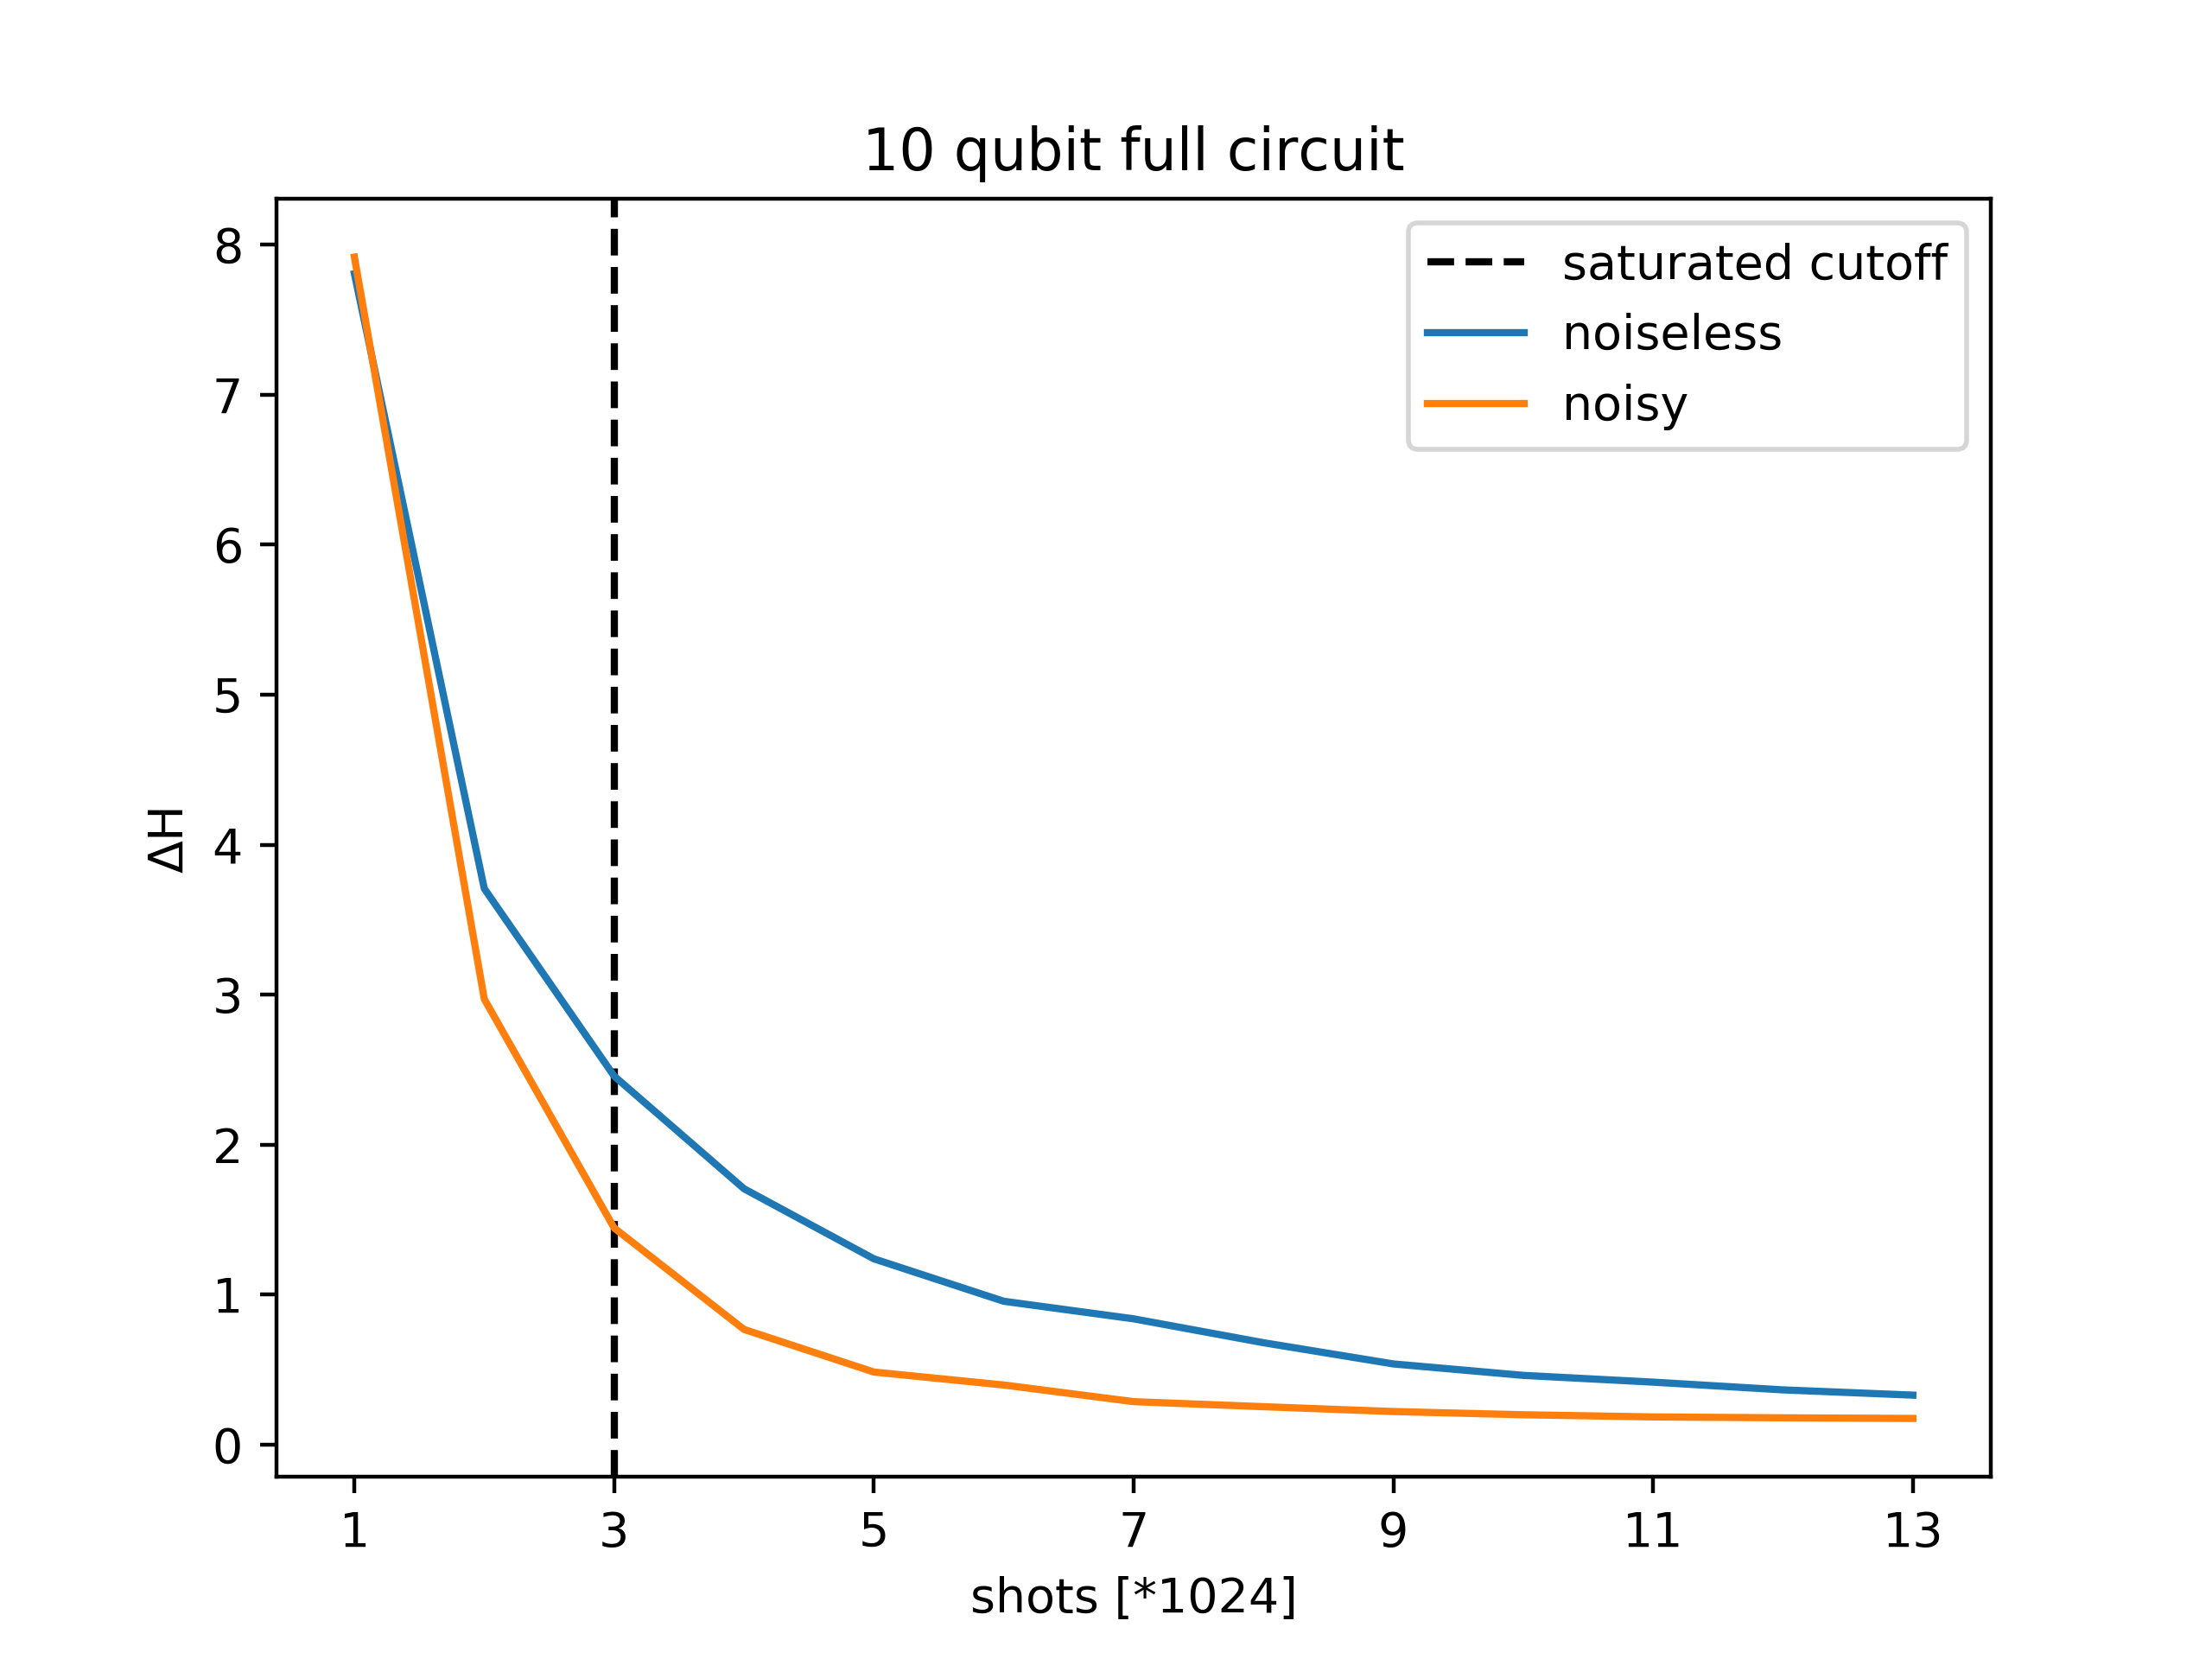 10 qubit full circuit
saturated cutoff
noiseless
noisy
8
7
6
5
4
3
2
1
0
ΔH
1 3 5 7 9 11 13
shots [*1024]